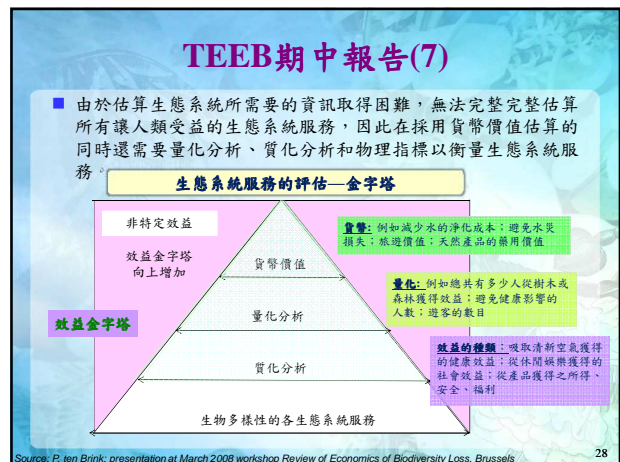 TEEB期中報告(7)
由於估算生態系統所需要的資訊取得困難，無法完整完整估算
所有讓人類受益的生態系統服務，因此在採用貨幣價值估算的
同時還需要量化分析、質化分析和物理指標以衡量生態系統服
務。
生態系統服務的評估—金字塔
非特定效益
效益金字塔
向上增加
效益金字塔
貨幣價值
量化分析
質化分析
生物多樣性的各生態系統服務
貨幣: 例如減少水的淨化成本；避免水災
損失；旅遊價值；天然產品的藥用價值
量化: 例如總共有多少人從樹木或
森林獲得效益；避免健康影響的
人數；遊客的數目
效益的種類：吸取清新空氣獲得
的健康效益；從休閒娛樂獲得的
社會效益；從產品獲得之所得、
安全、福利
Source: P. ten Brink: presentation at March 2008 workshop Review of Economics of Biodiversity Loss, Brussels
28